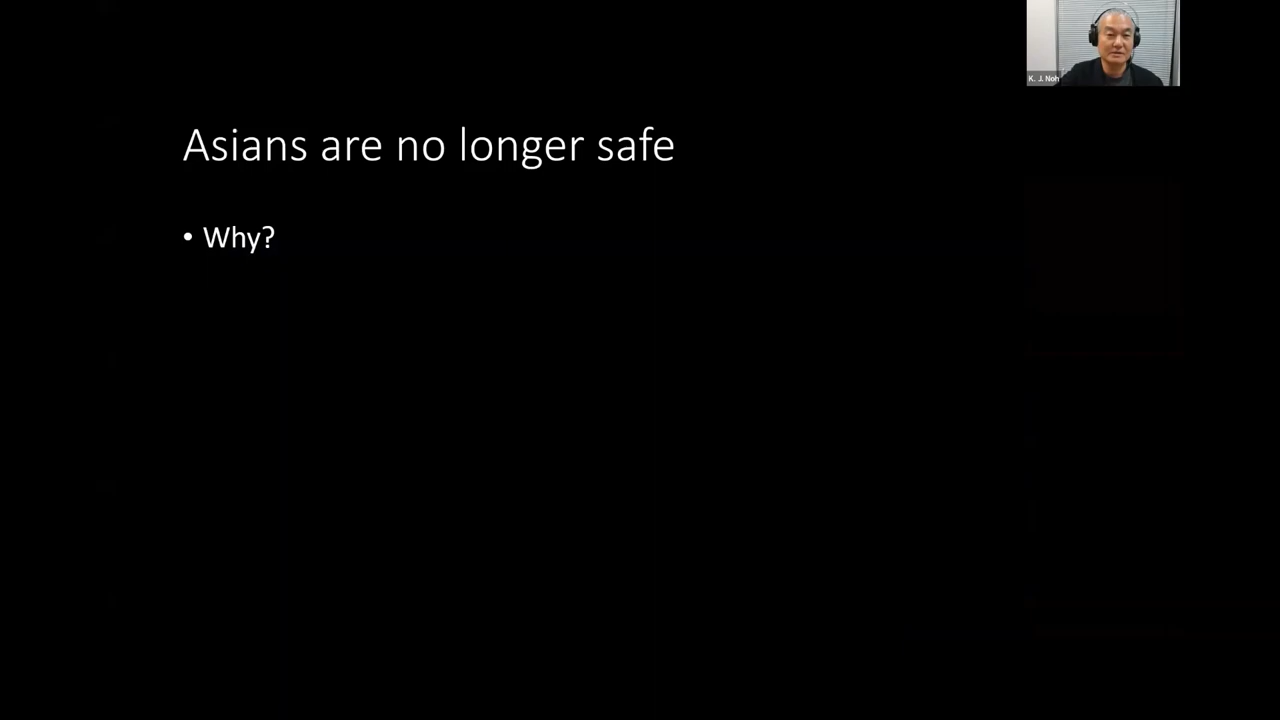 K. J. Noh
Asians are no longer safe
• Why?